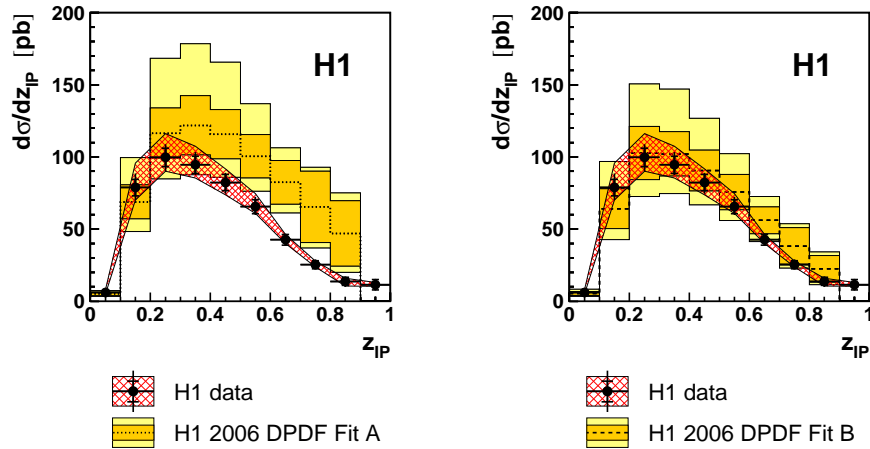 dσ/dz_IP [pb]
200
150
100
50
0
H1
0 0.2 0.4 0.6 0.8 1
z_IP
H1 data
H1 2006 DPDF Fit A
dσ/dz_IP [pb]
200
150
100
50
0
H1
0 0.2 0.4 0.6 0.8 1
z_IP
H1 data
H1 2006 DPDF Fit B